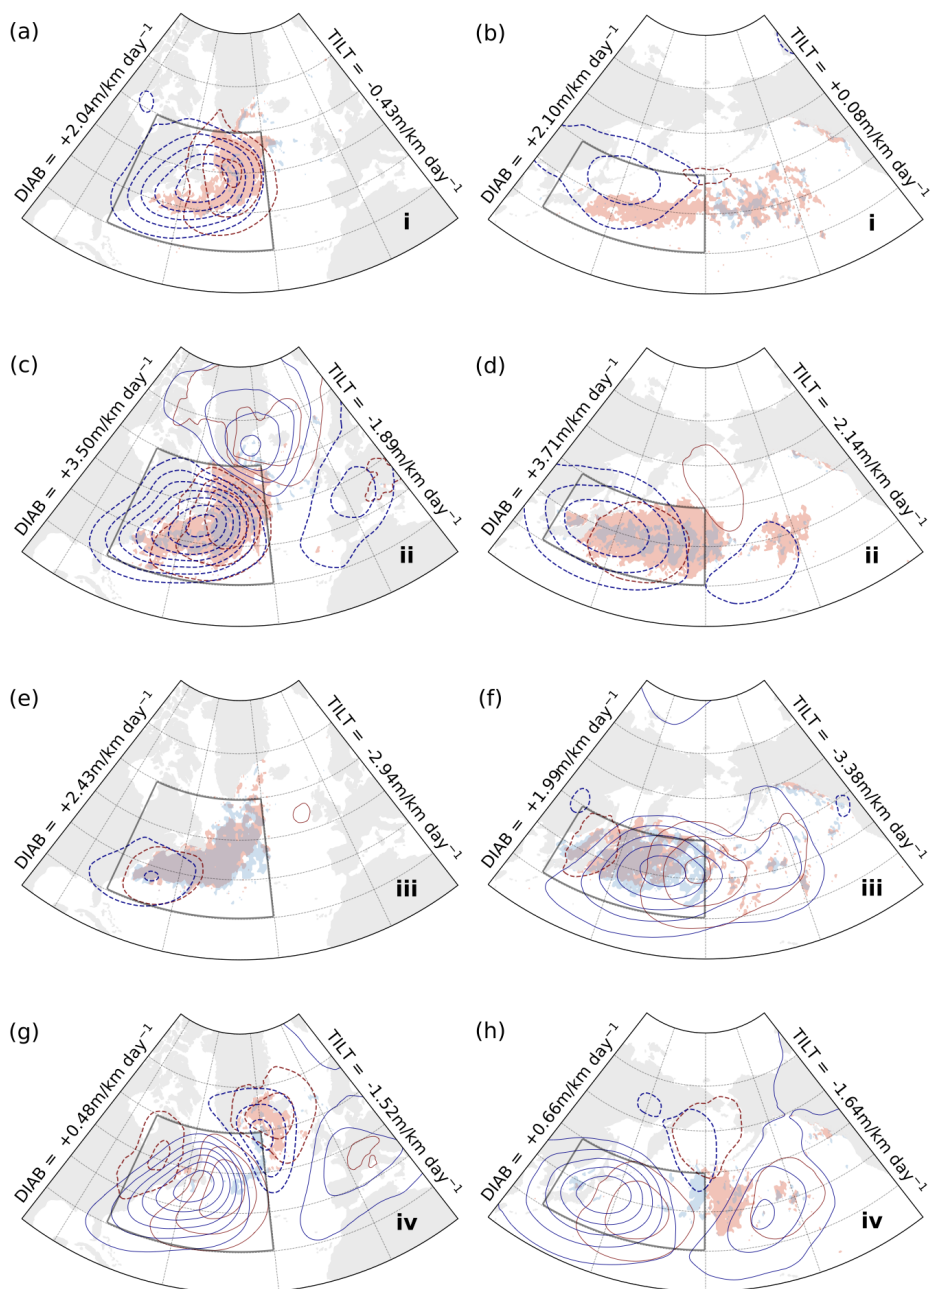 (a)
DIAB = +2.04m/km day⁻¹
TILT = -0.43m/km day⁻¹
i
(b)
DIAB = +2.10m/km day⁻¹
TILT = +0.08m/km day⁻¹
i
(c)
DIAB = +3.50m/km day⁻¹
TILT = -1.89m/km day⁻¹
ii
(d)
DIAB = +3.71m/km day⁻¹
TILT = -2.14m/km day⁻¹
ii
(e)
DIAB = +2.43m/km day⁻¹
TILT = -2.94m/km day⁻¹
iii
(f)
DIAB = +1.99m/km day⁻¹
TILT = -3.38m/km day⁻¹
iii
(g)
DIAB = +0.48m/km day⁻¹
TILT = -1.52m/km day⁻¹
iv
(h)
DIAB = +0.66m/km day⁻¹
TILT = -1.64m/km day⁻¹
iv